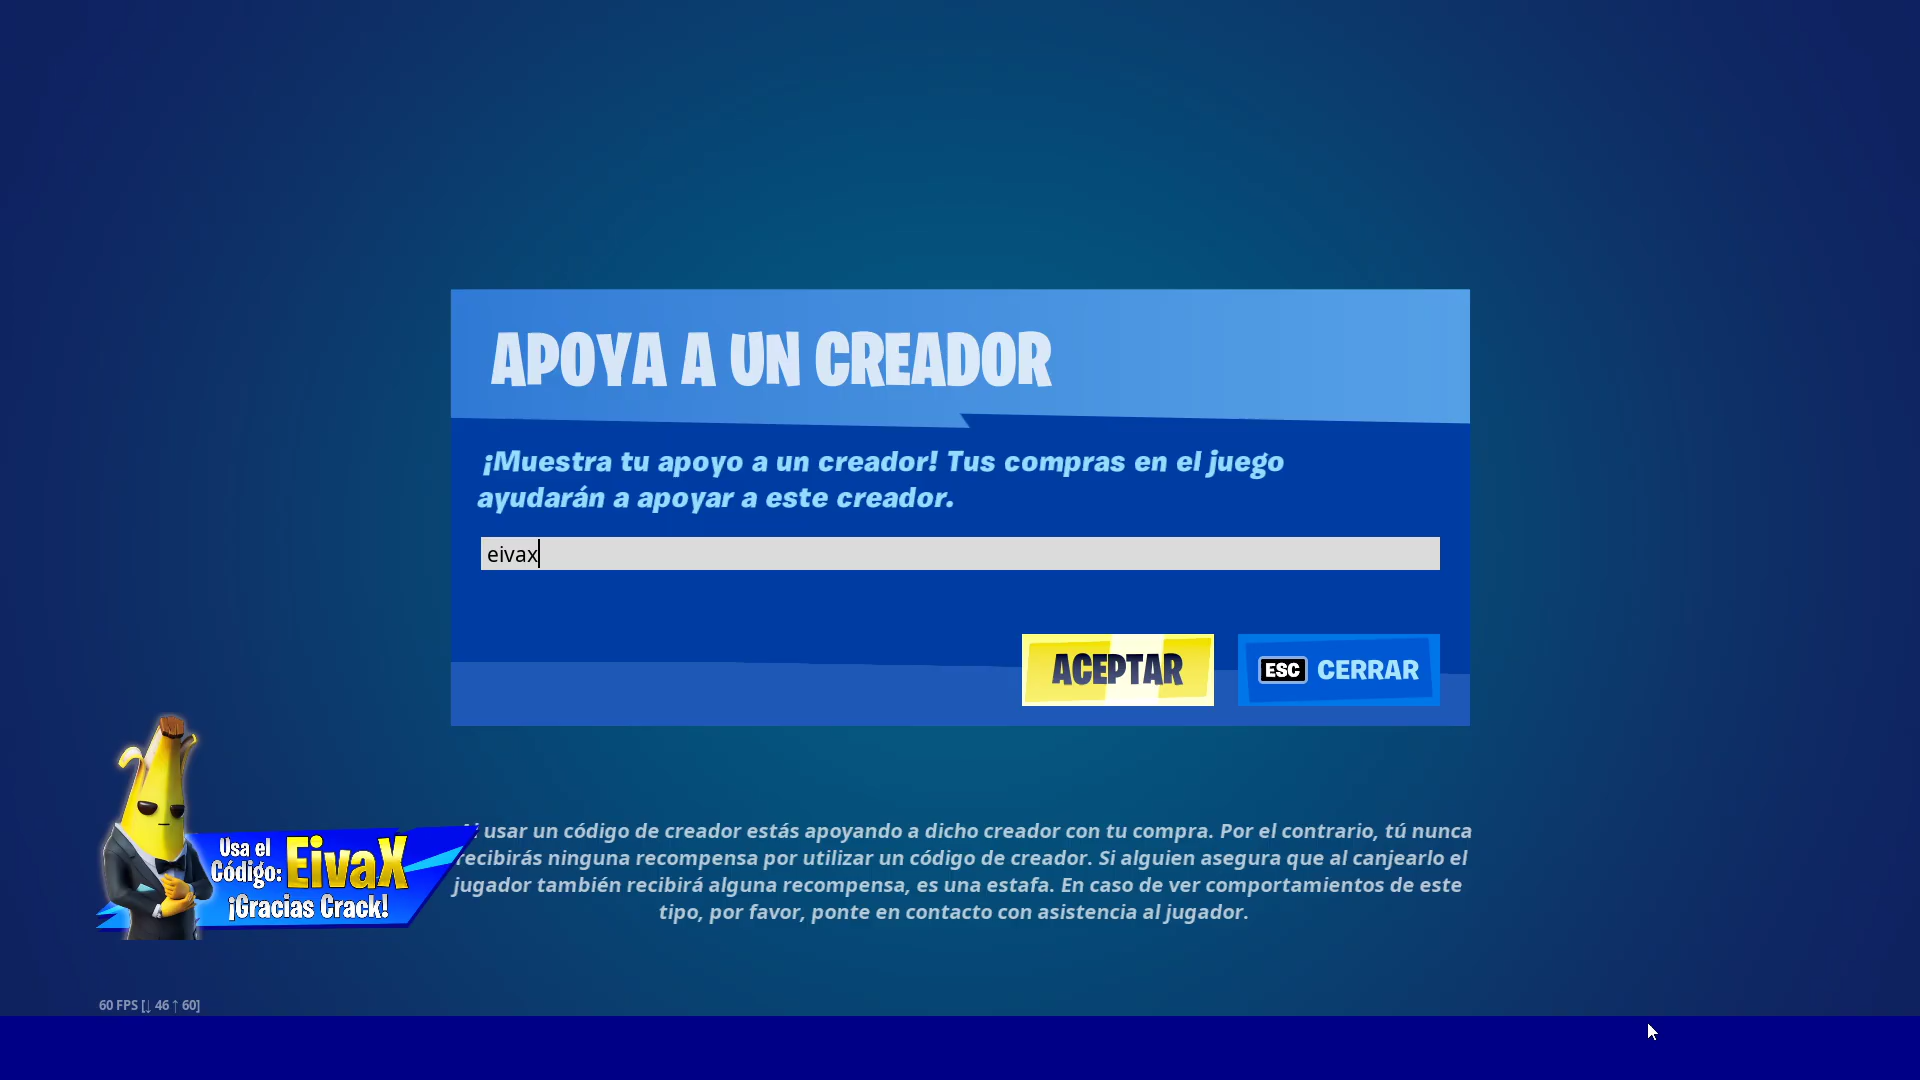 APOYA A UN CREADOR
¡Muestra tu apoyo a un creador! Tus compras en el juego
ayudarán a apoyar a este creador.
eivax
ACEPTAR
ESC CERRAR
usar un código de creador estás apoyando a dicho creador con tu compra. Por el contrario, tú nunca
recibirás ninguna recompensa por utilizar un código de creador. Si alguien asegura que al canjearlo el
jugador también recibirá alguna recompensa, es una estafa. En caso de ver comportamientos de este
tipo, por favor, ponte en contacto con asistencia al jugador.
Usa el
Código: EivaX
¡Gracias Crack!
60 FPS [↓ 46 ↑ 60]